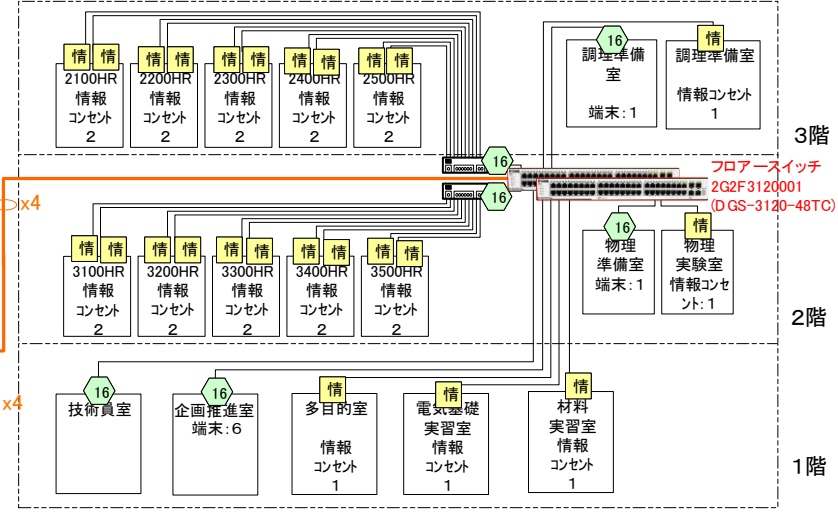 情 情 情 情 情 情 情 情 情 情
2100HR
情報
コンセント
2
2200HR
情報
コンセント
2
2300HR
情報
コンセント
2
2400HR
情報
コンセント
2
2500HR
情報
コンセント
2
16
調理準備
室
端末:1
情
調理準備室
情報コンセント
1
3階
16
16
フロアースイッチ
2G2F3120001
(DGS-3120-48TC)
x4
情 情 情 情 情 情 情 情 情 情
3100HR
情報
コンセント
2
3200HR
情報
コンセント
2
3300HR
情報
コンセント
2
3400HR
情報
コンセント
2
3500HR
情報
コンセント
2
16
物理
準備室
端末:1
情
物理
実験室
情報コンセ
ント:1
2階
x4
16
技術員室
16
企画推進室
端末:6
情
多目的室
情報
コンセント
1
情
電気基礎
実習室
情報
コンセント
1
情
材料
実習室
情報
コンセント
1
1階